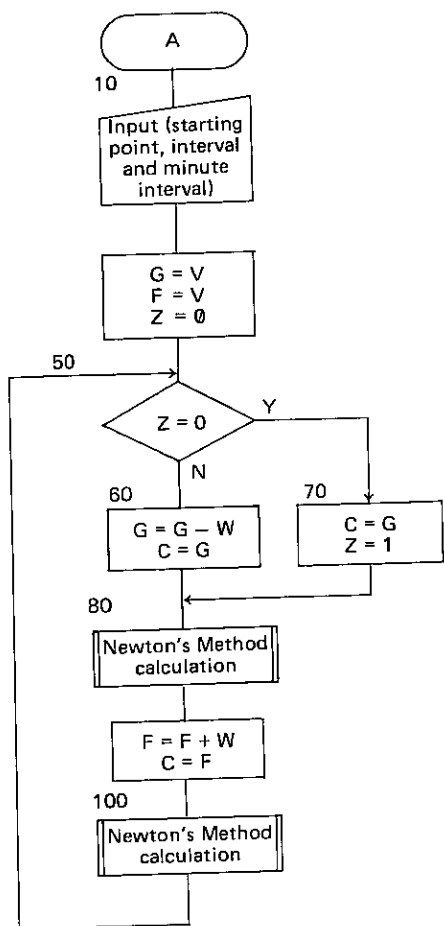 A
10
Input (starting
point, interval
and minute
interval)
G = V
F = V
Z = 0
50
Z = 0
Y
N
60
G = G – W
C = G
70
C = G
Z = 1
80
Newton's Method
calculation
F = F + W
C = F
100
Newton's Method
calculation